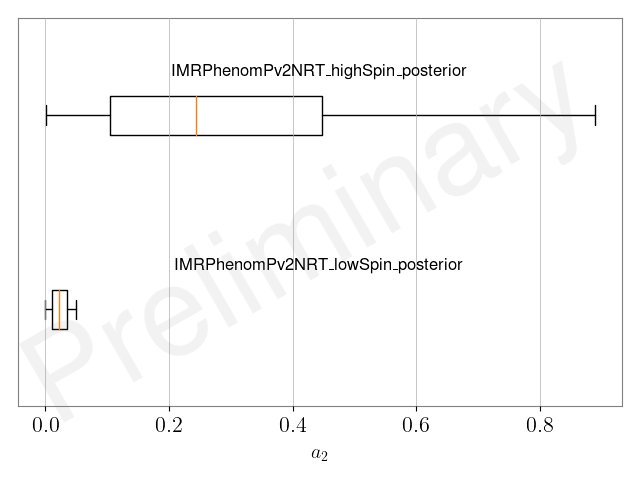 IMRPhenomPv2NRT_highSpin_posterior
Preliminary
IMRPhenomPv2NRT_lowSpin_posterior
0.0 0.2 0.4 0.6 0.8
a₂